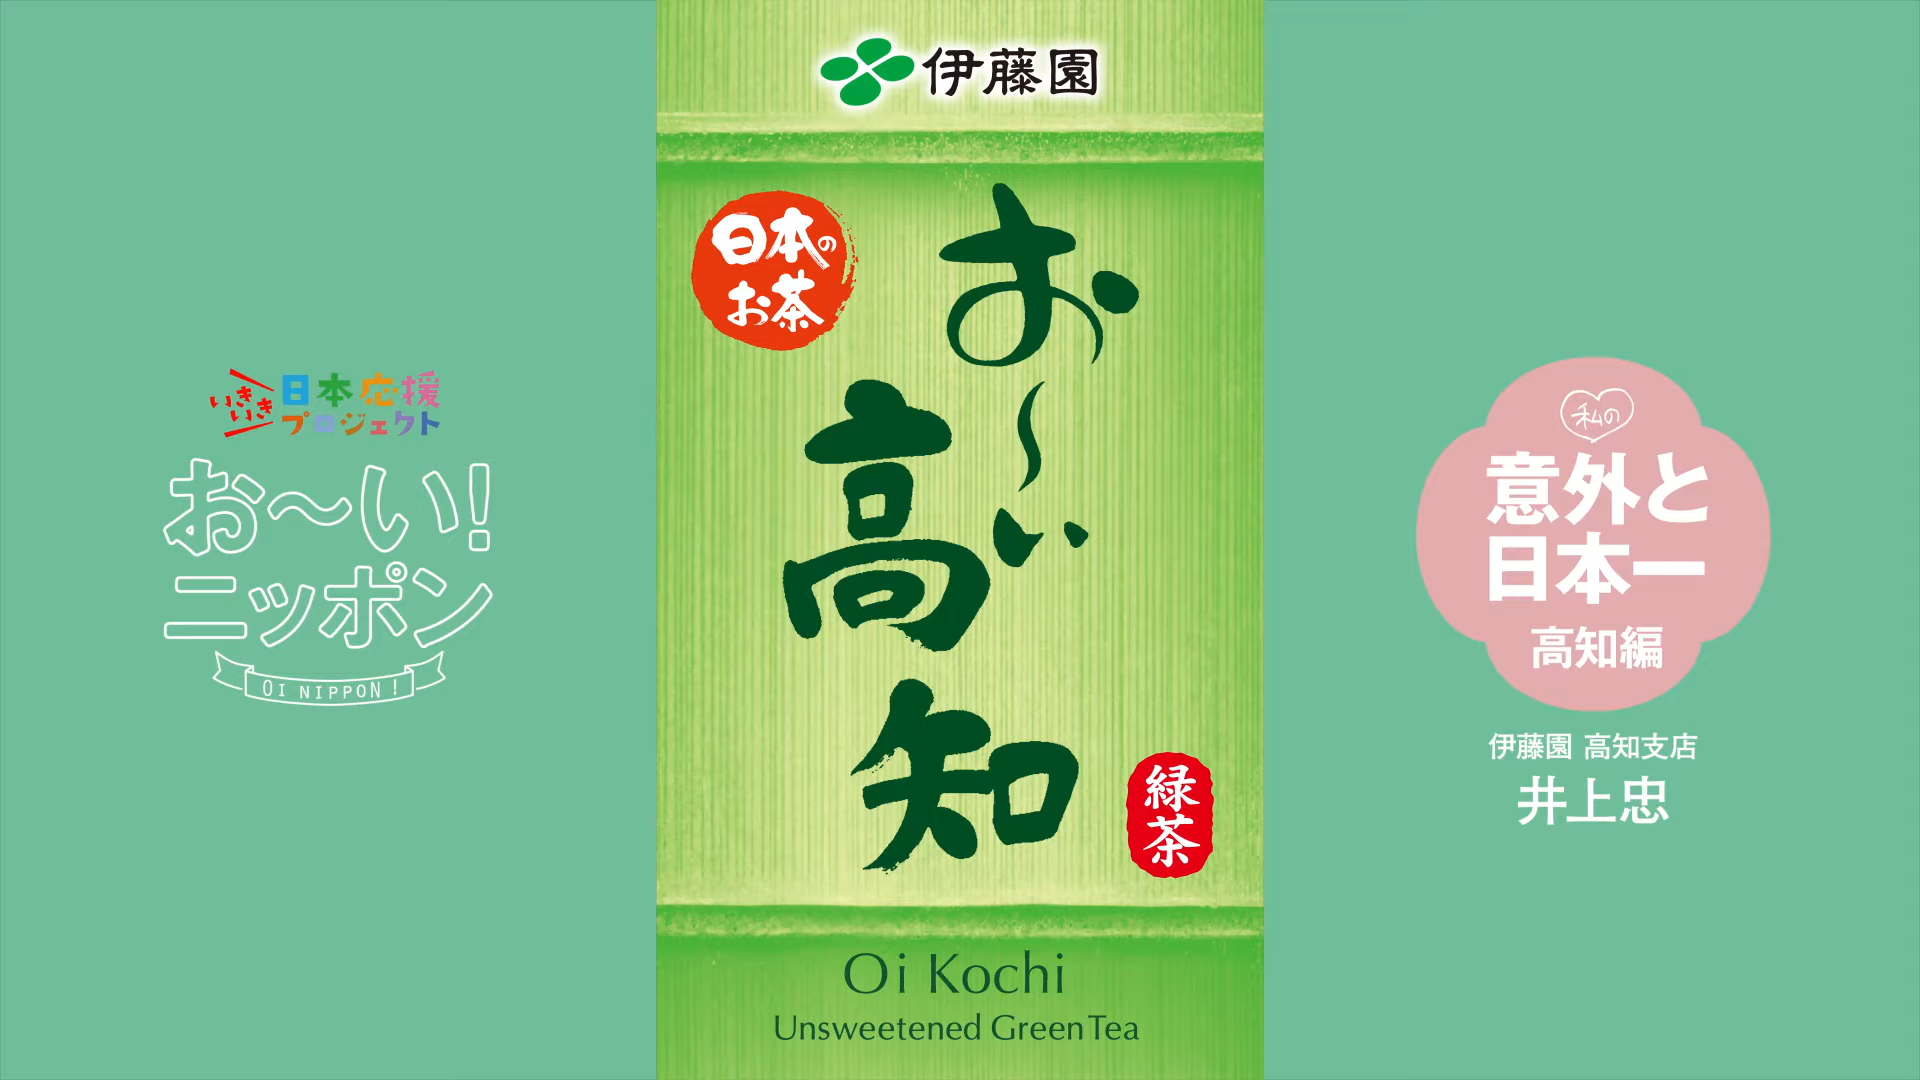 いきいき
日本応援
プロジェクト
お〜い!
ニッポン
OI NIPPON !
伊藤園
日本の
お茶
お〜い
高知
緑茶
Oi Kochi
Unsweetened Green Tea
私の
意外と
日本一
高知編
伊藤園 高知支店
井上忠